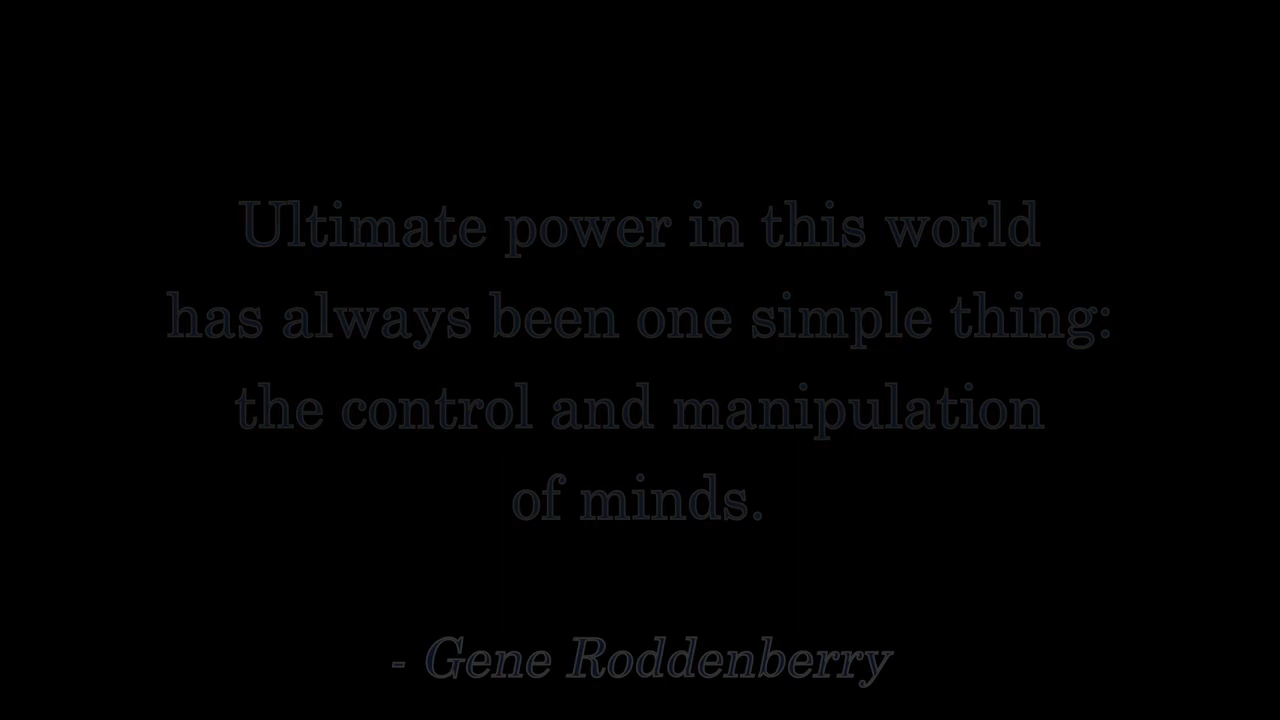 Ultimate power in this world
has always been one simple thing:
the control and manipulation
of minds.
- Gene Roddenberry